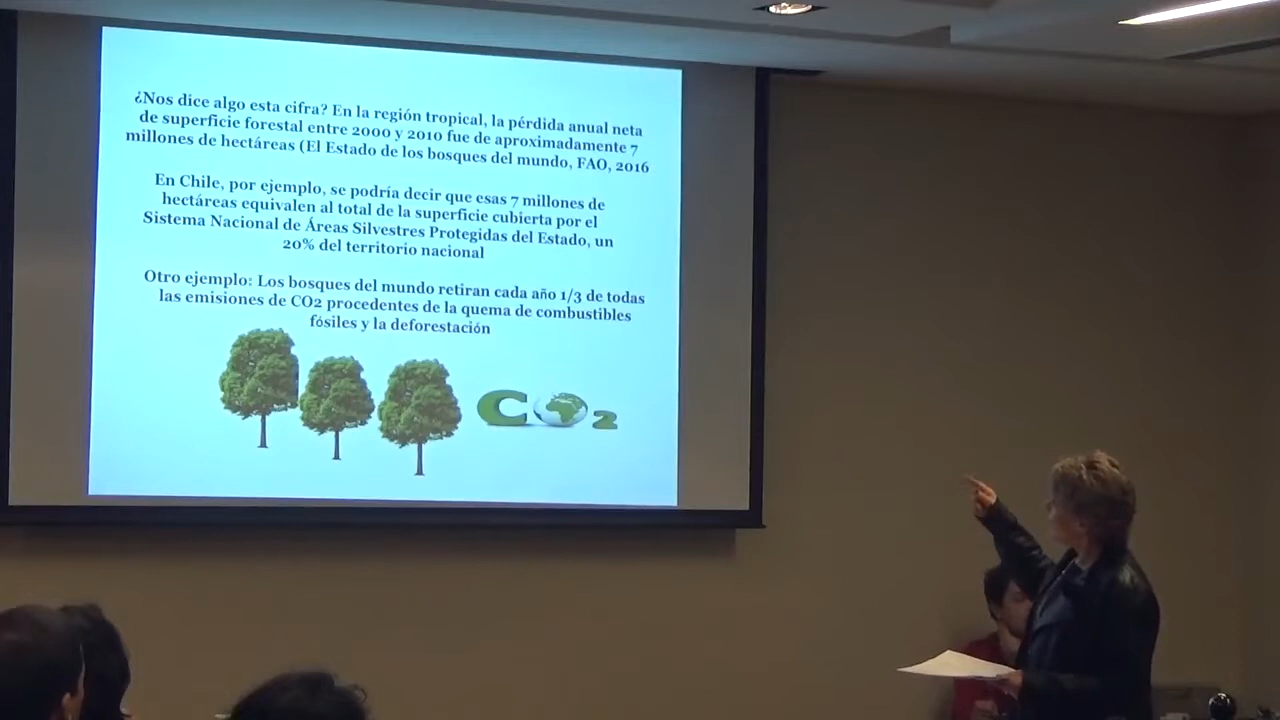 ¿Nos dice algo esta cifra? En la región tropical, la pérdida anual neta
de superficie forestal entre 2000 y 2010 fue de aproximadamente 7
millones de hectáreas (El Estado de los bosques del mundo, FAO, 2016
En Chile, por ejemplo, se podría decir que esas 7 millones de
hectáreas equivalen al total de la superficie cubierta por el
Sistema Nacional de Áreas Silvestres Protegidas del Estado, un
20% del territorio nacional
Otro ejemplo: Los bosques del mundo retiran cada año 1/3 de todas
las emisiones de CO2 procedentes de la quema de combustibles
fósiles y la deforestación
CO2